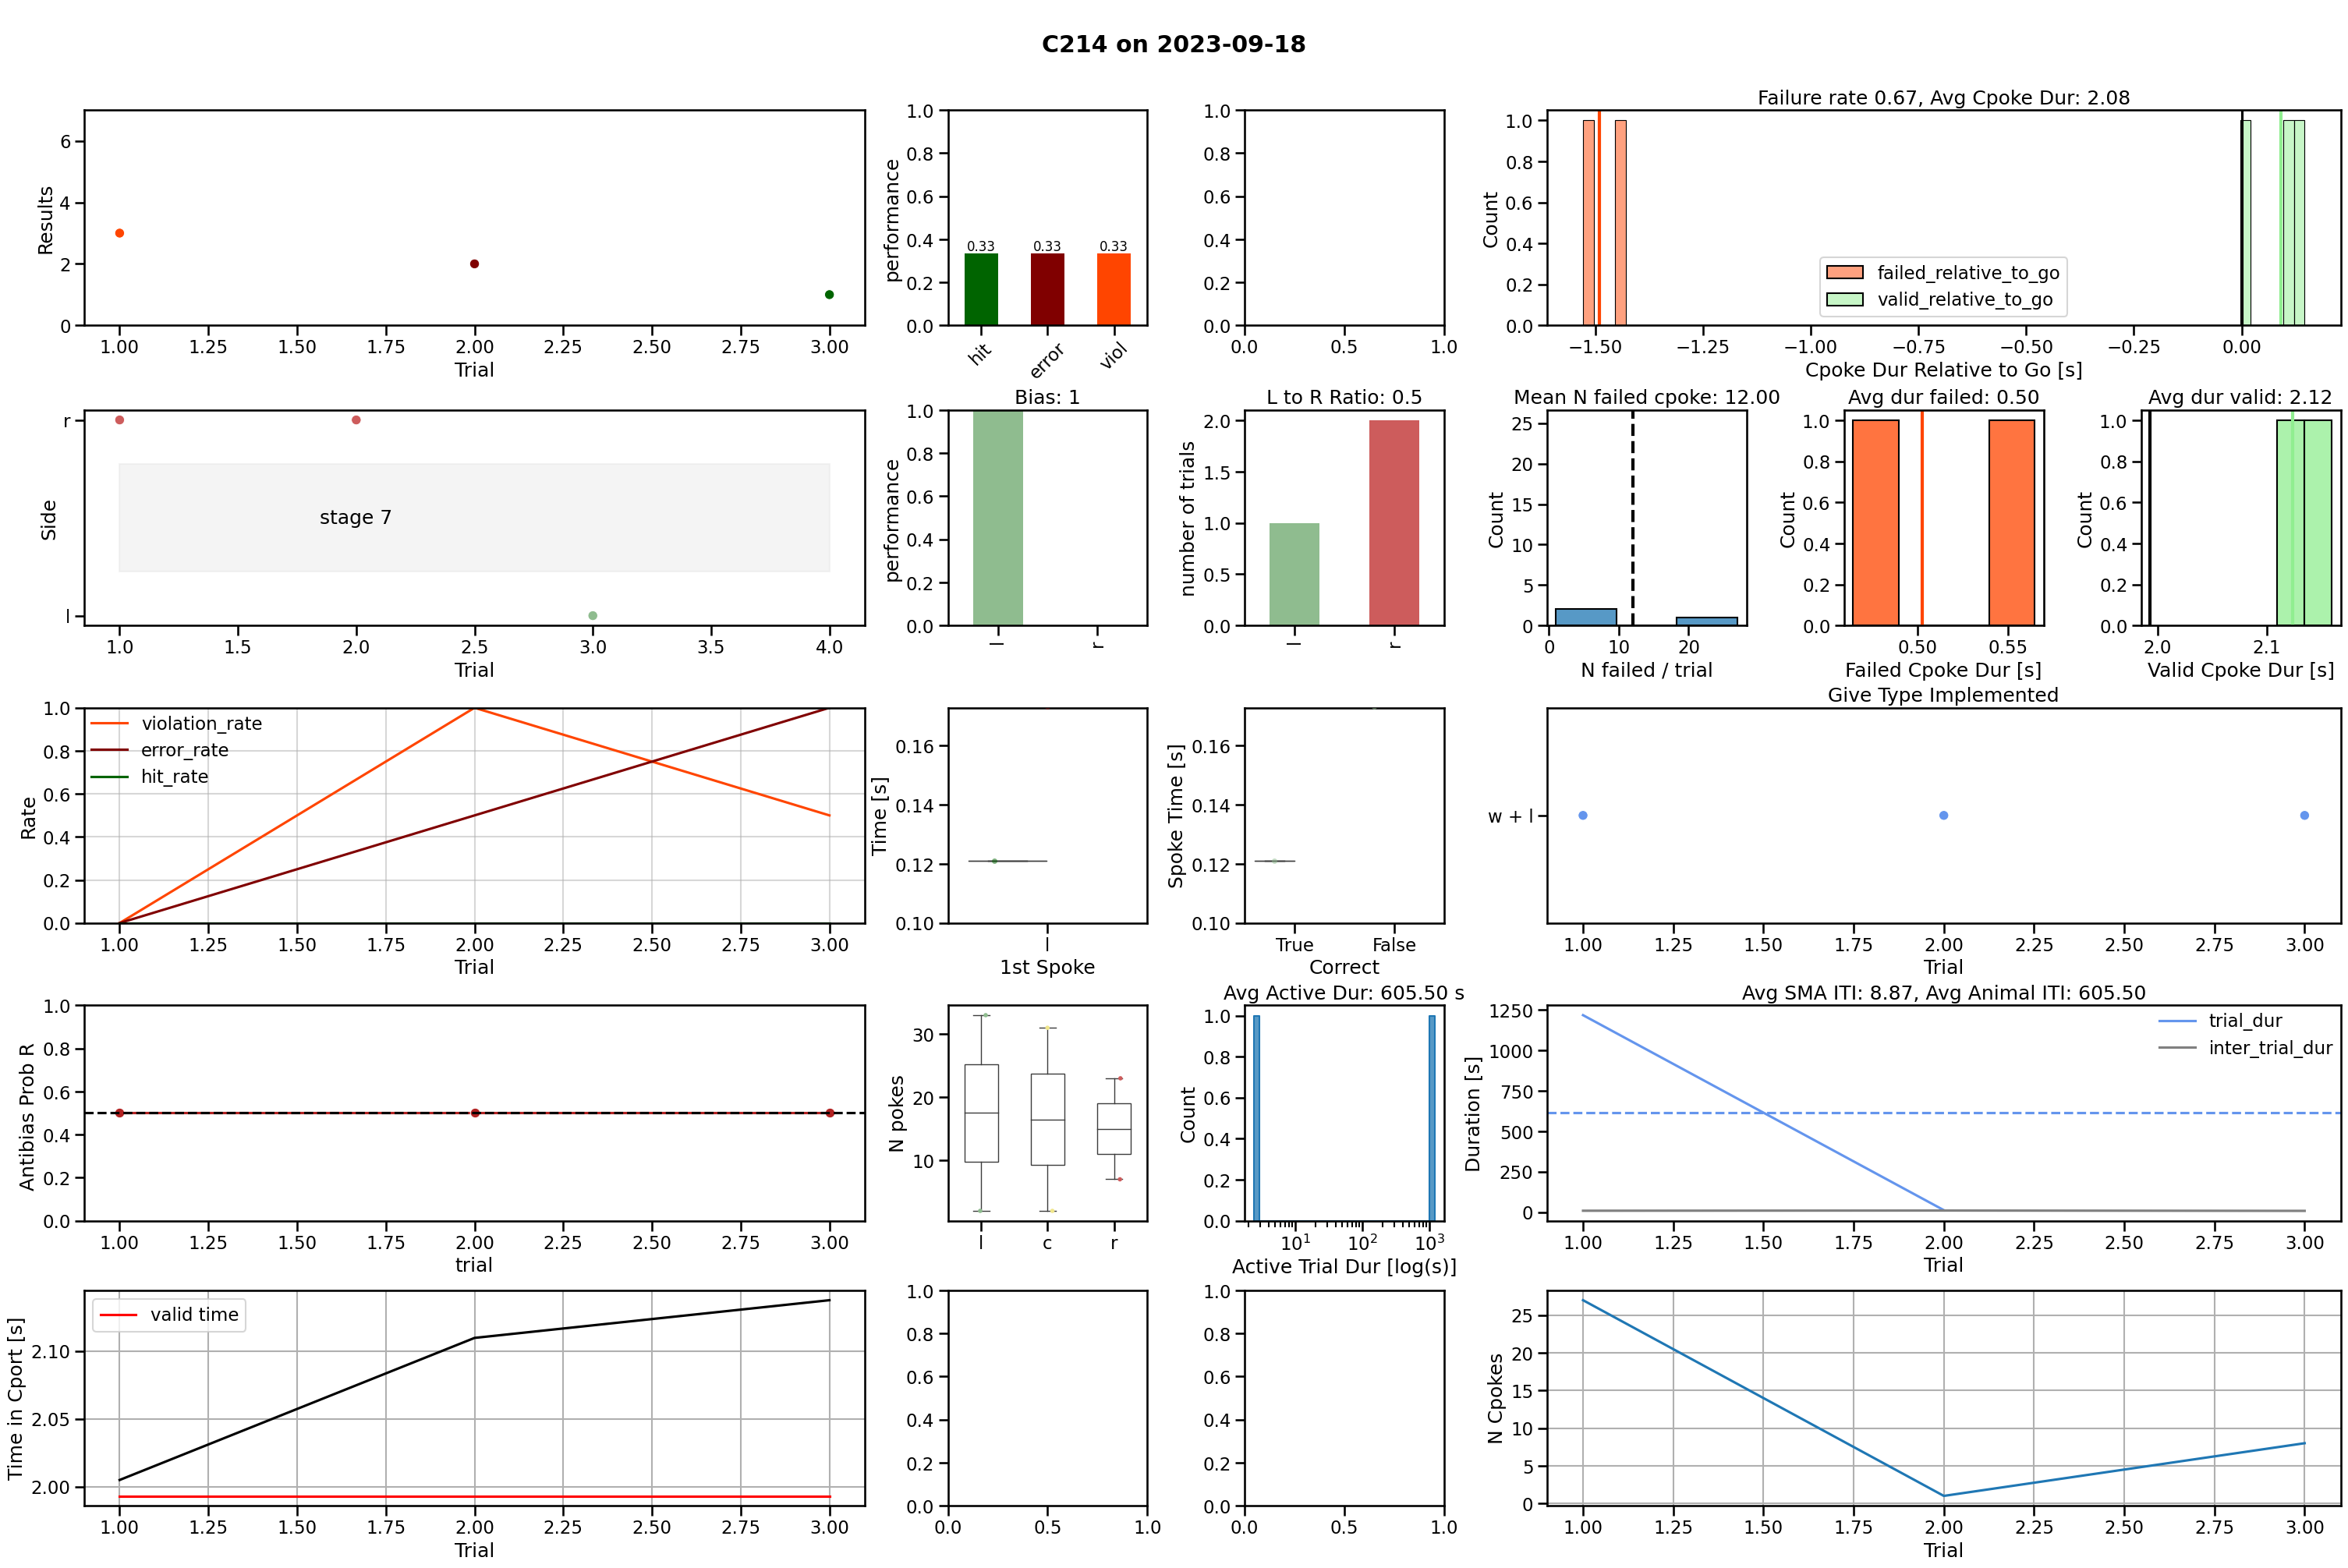 C214 on 2023-09-18
Results
6
4
2
0
1.00 1.25 1.50 1.75 2.00 2.25 2.50 2.75 3.00
Trial
performance
1.0
0.8
0.6
0.4
0.2
0.0
0.33 0.33 0.33
hit error viol
1.0
0.8
0.6
0.4
0.2
0.0
0.0 0.5 1.0
Failure rate 0.67, Avg Cpoke Dur: 2.08
Count
1.0
0.8
0.6
0.4
0.2
0.0
failed_relative_to_go
valid_relative_to_go
−1.50 −1.25 −1.00 −0.75 −0.50 −0.25 0.00
Cpoke Dur Relative to Go [s]
Side
r
l
stage 7
1.0 1.5 2.0 2.5 3.0 3.5 4.0
Trial
Bias: 1
performance
1.0
0.8
0.6
0.4
0.2
0.0
l r
L to R Ratio: 0.5
number of trials
2.0
1.5
1.0
0.5
0.0
l r
Mean N failed cpoke: 12.00
Count
25
20
15
10
5
0
0 10 20
N failed / trial
Avg dur failed: 0.50
Count
1.0
0.8
0.6
0.4
0.2
0.0
0.50 0.55
Failed Cpoke Dur [s]
Avg dur valid: 2.12
Count
1.0
0.8
0.6
0.4
0.2
0.0
2.0 2.1
Valid Cpoke Dur [s]
Rate
1.0
0.8
0.6
0.4
0.2
0.0
violation_rate
error_rate
hit_rate
1.00 1.25 1.50 1.75 2.00 2.25 2.50 2.75 3.00
Trial
Time [s]
0.16
0.14
0.12
0.10
l
1st Spoke
Spoke Time [s]
0.16
0.14
0.12
0.10
True False
Correct
Give Type Implemented
w + l
1.00 1.25 1.50 1.75 2.00 2.25 2.50 2.75 3.00
Trial
Antibias Prob R
1.0
0.8
0.6
0.4
0.2
0.0
1.00 1.25 1.50 1.75 2.00 2.25 2.50 2.75 3.00
trial
N pokes
30
20
10
l c r
Avg Active Dur: 605.50 s
Count
1.0
0.8
0.6
0.4
0.2
0.0
10¹ 10² 10³
Active Trial Dur [log(s)]
Avg SMA ITI: 8.87, Avg Animal ITI: 605.50
Duration [s]
1250
1000
750
500
250
0
trial_dur
inter_trial_dur
1.00 1.25 1.50 1.75 2.00 2.25 2.50 2.75 3.00
Trial
Time in Cport [s]
2.10
2.05
2.00
valid time
1.00 1.25 1.50 1.75 2.00 2.25 2.50 2.75 3.00
Trial
1.0
0.8
0.6
0.4
0.2
0.0
0.0 0.5 1.0
1.0
0.8
0.6
0.4
0.2
0.0
0.0 0.5 1.0
N Cpokes
25
20
15
10
5
0
1.00 1.25 1.50 1.75 2.00 2.25 2.50 2.75 3.00
Trial